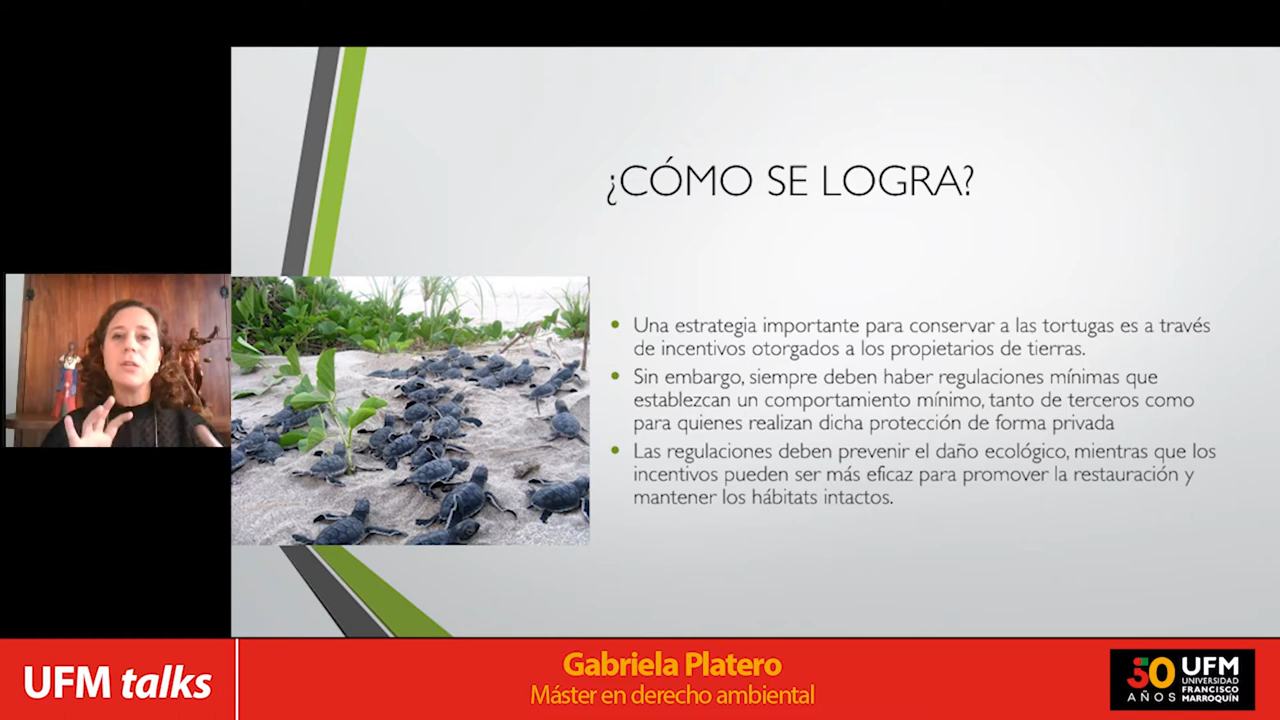 ¿CÓMO SE LOGRA?
• Una estrategia importante para conservar a las tortugas es a través
de incentivos otorgados a los propietarios de tierras.
• Sin embargo, siempre deben haber regulaciones mínimas que
establezcan un comportamiento mínimo, tanto de terceros como
para quienes realizan dicha protección de forma privada
• Las regulaciones deben prevenir el daño ecológico, mientras que los
incentivos pueden ser más eficaz para promover la restauración y
mantener los hábitats intactos.
UFM talks
Gabriela Platero
Máster en derecho ambiental
50
AÑOS
UFM
UNIVERSIDAD
FRANCISCO
MARROQUÍN